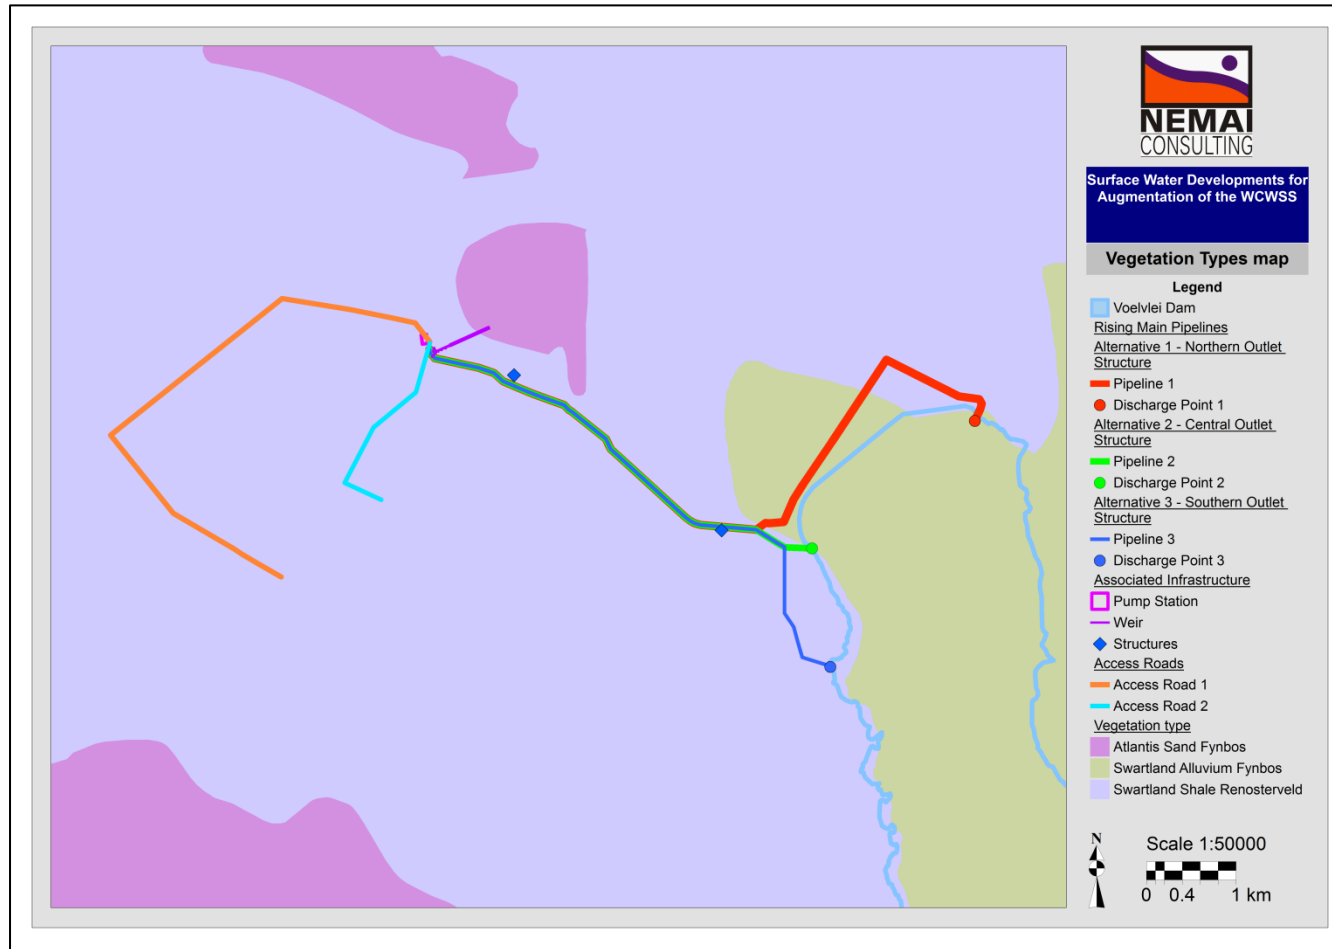 NEMAI
CONSULTING
Surface Water Developments for
Augmentation of the WCWSS
Vegetation Types map
Legend
Voelvlei Dam
Rising Main Pipelines
Alternative 1 - Northern Outlet
Structure
Pipeline 1
Discharge Point 1
Alternative 2 - Central Outlet
Structure
Pipeline 2
Discharge Point 2
Alternative 3 - Southern Outlet
Structure
Pipeline 3
Discharge Point 3
Associated Infrastructure
Pump Station
Weir
Structures
Access Roads
Access Road 1
Access Road 2
Vegetation type
Atlantis Sand Fynbos
Swartland Alluvium Fynbos
Swartland Shale Renosterveld
N
Scale 1:50000
0 0.4 1 km